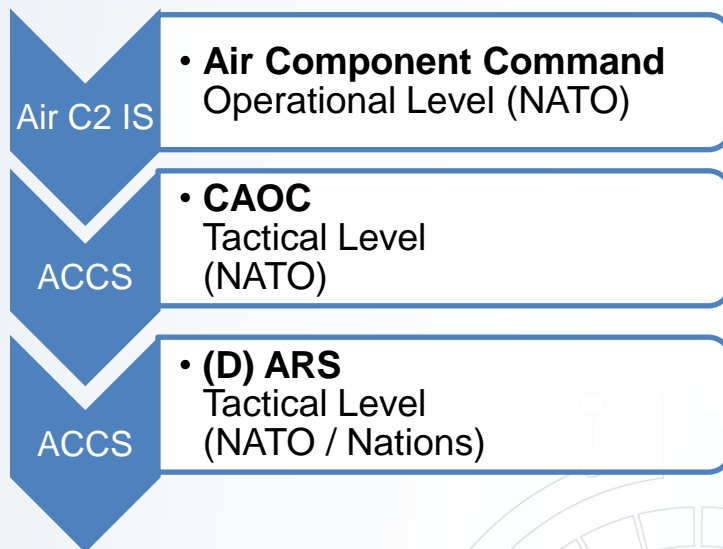 Air C2 IS
• Air Component Command
Operational Level (NATO)
ACCS
• CAOC
Tactical Level
(NATO)
ACCS
• (D) ARS
Tactical Level
(NATO / Nations)